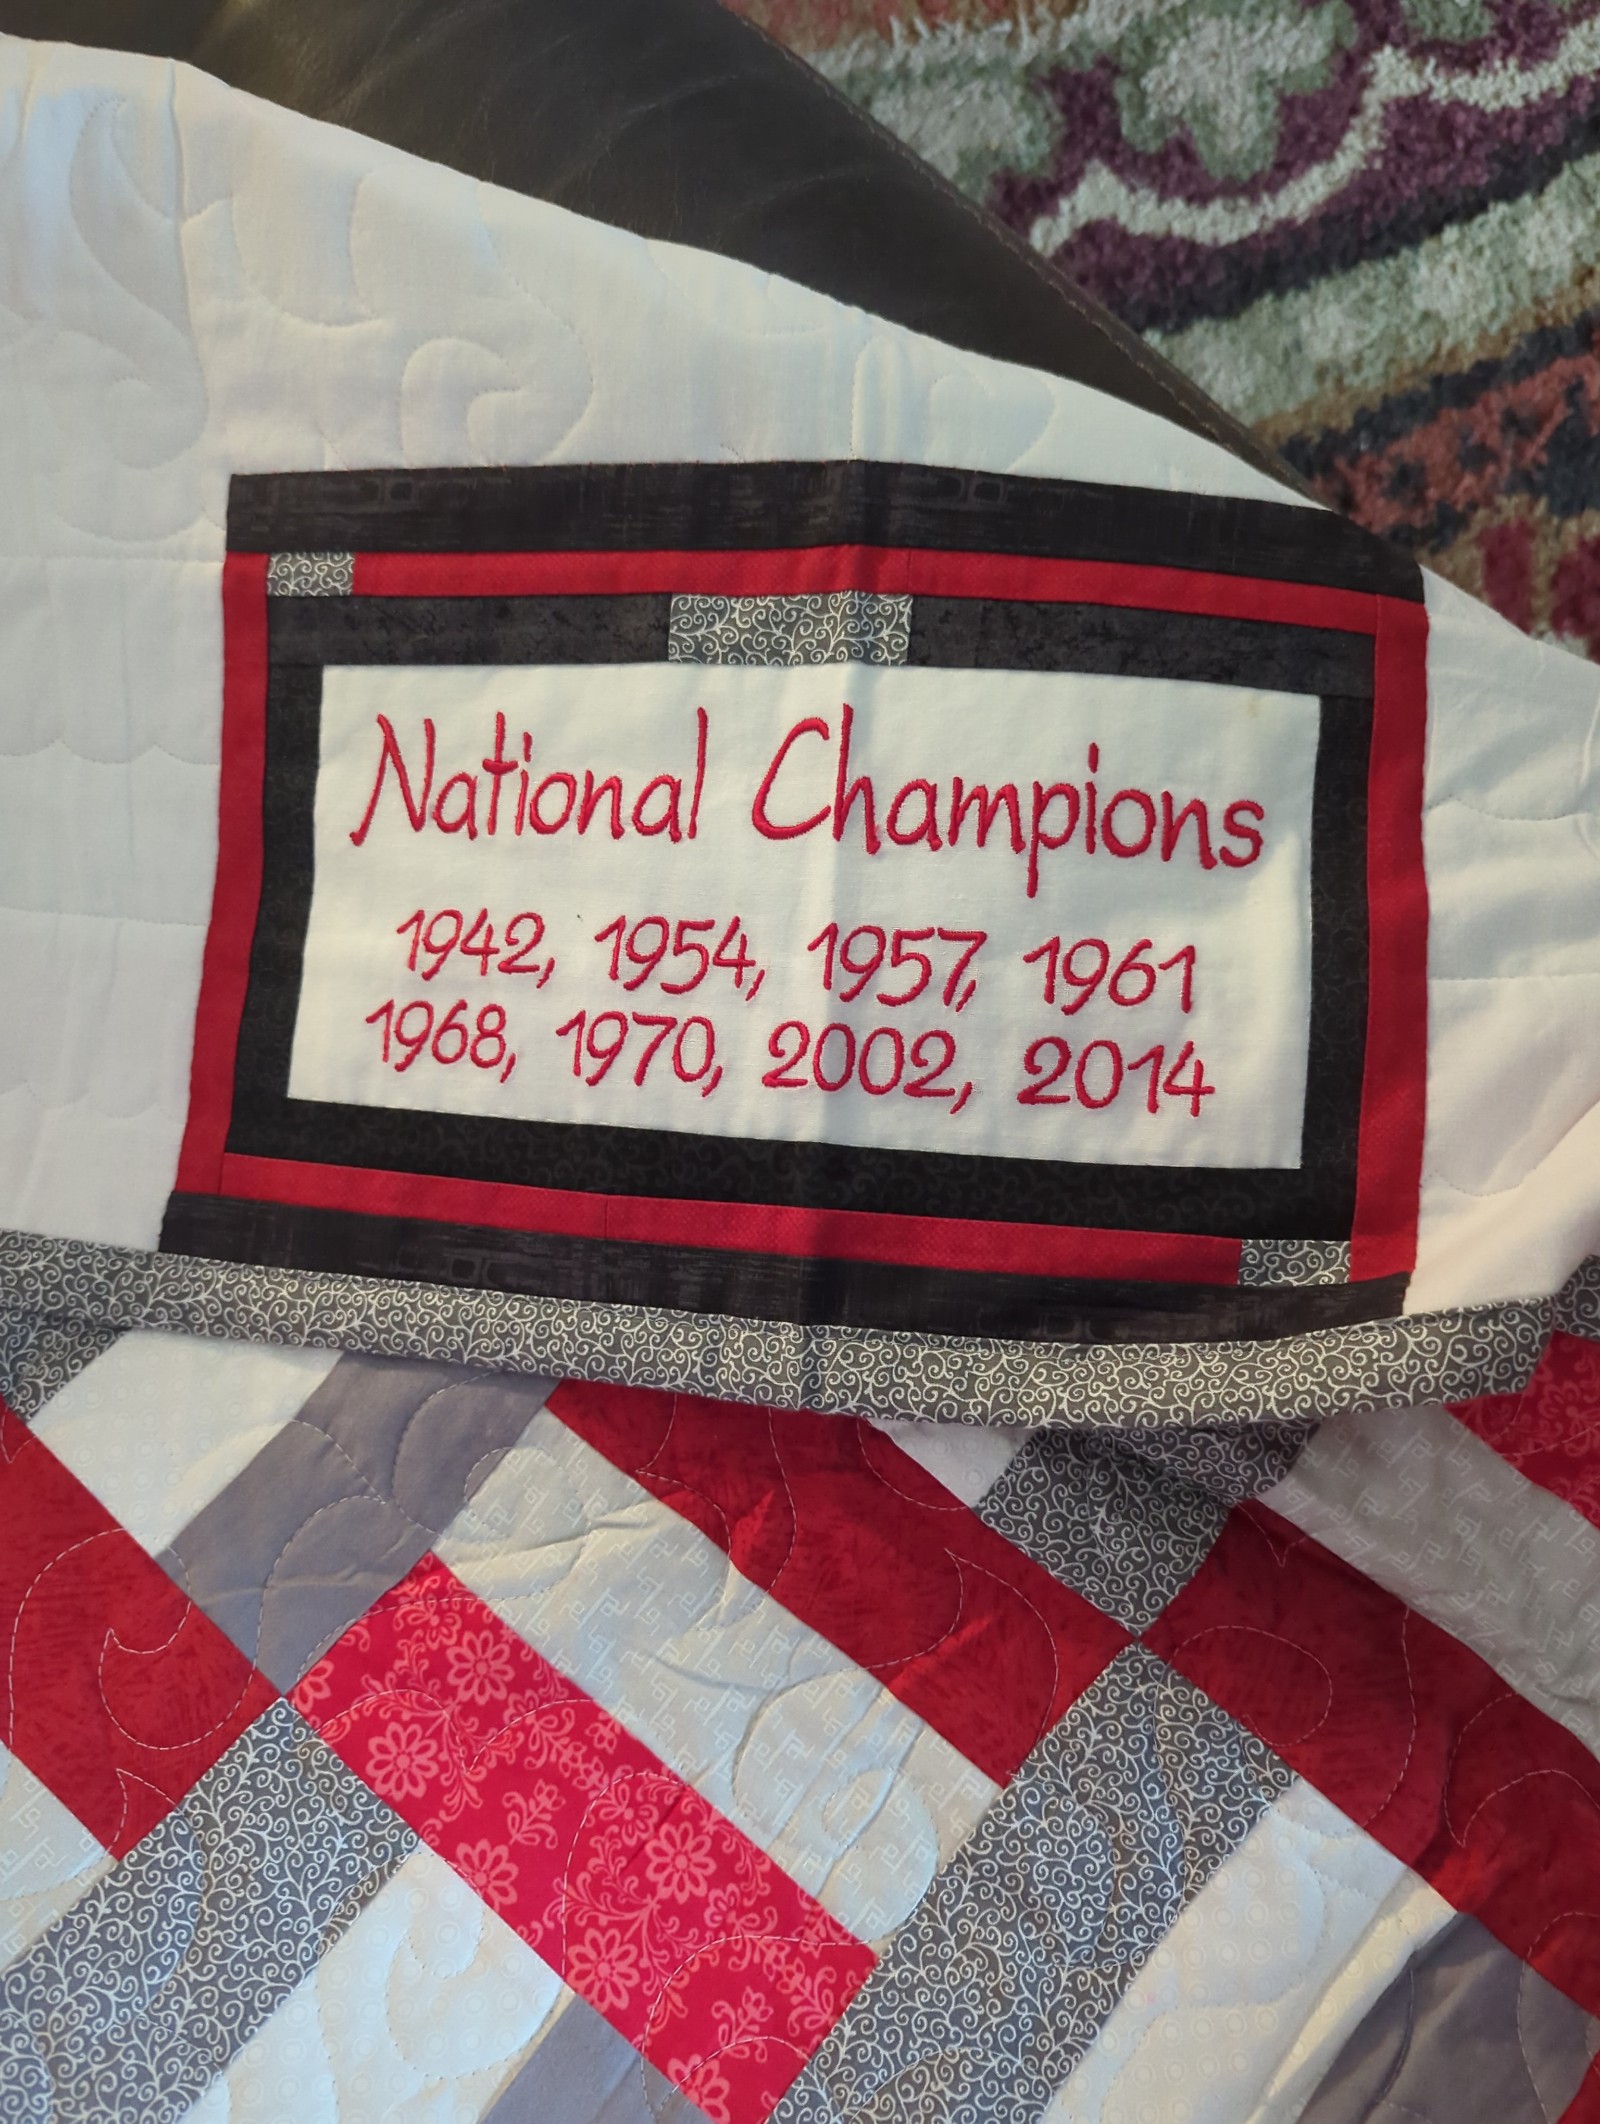 National Champions
1942, 1954, 1957, 1961
1968, 1970, 2002, 2014